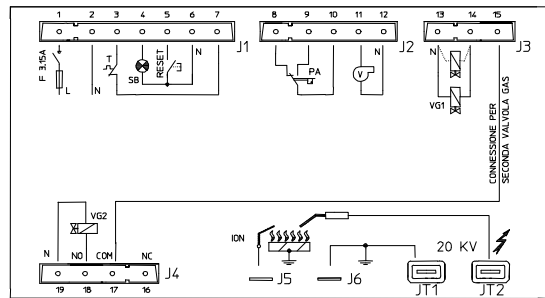 1 2 3 4 5 6 7
8 9 10 11 12
13 14 15
J1
J2
J3
F 3.15A
L
N
T
SB
RESET
N
PA
V
N
N
VG1
CONNESSIONE PER
SECONDA VALVOLA GAS
VG2
N NO COM NC
J4
19 18 17 16
ION
J5
J6
20 KV
JT1
JT2